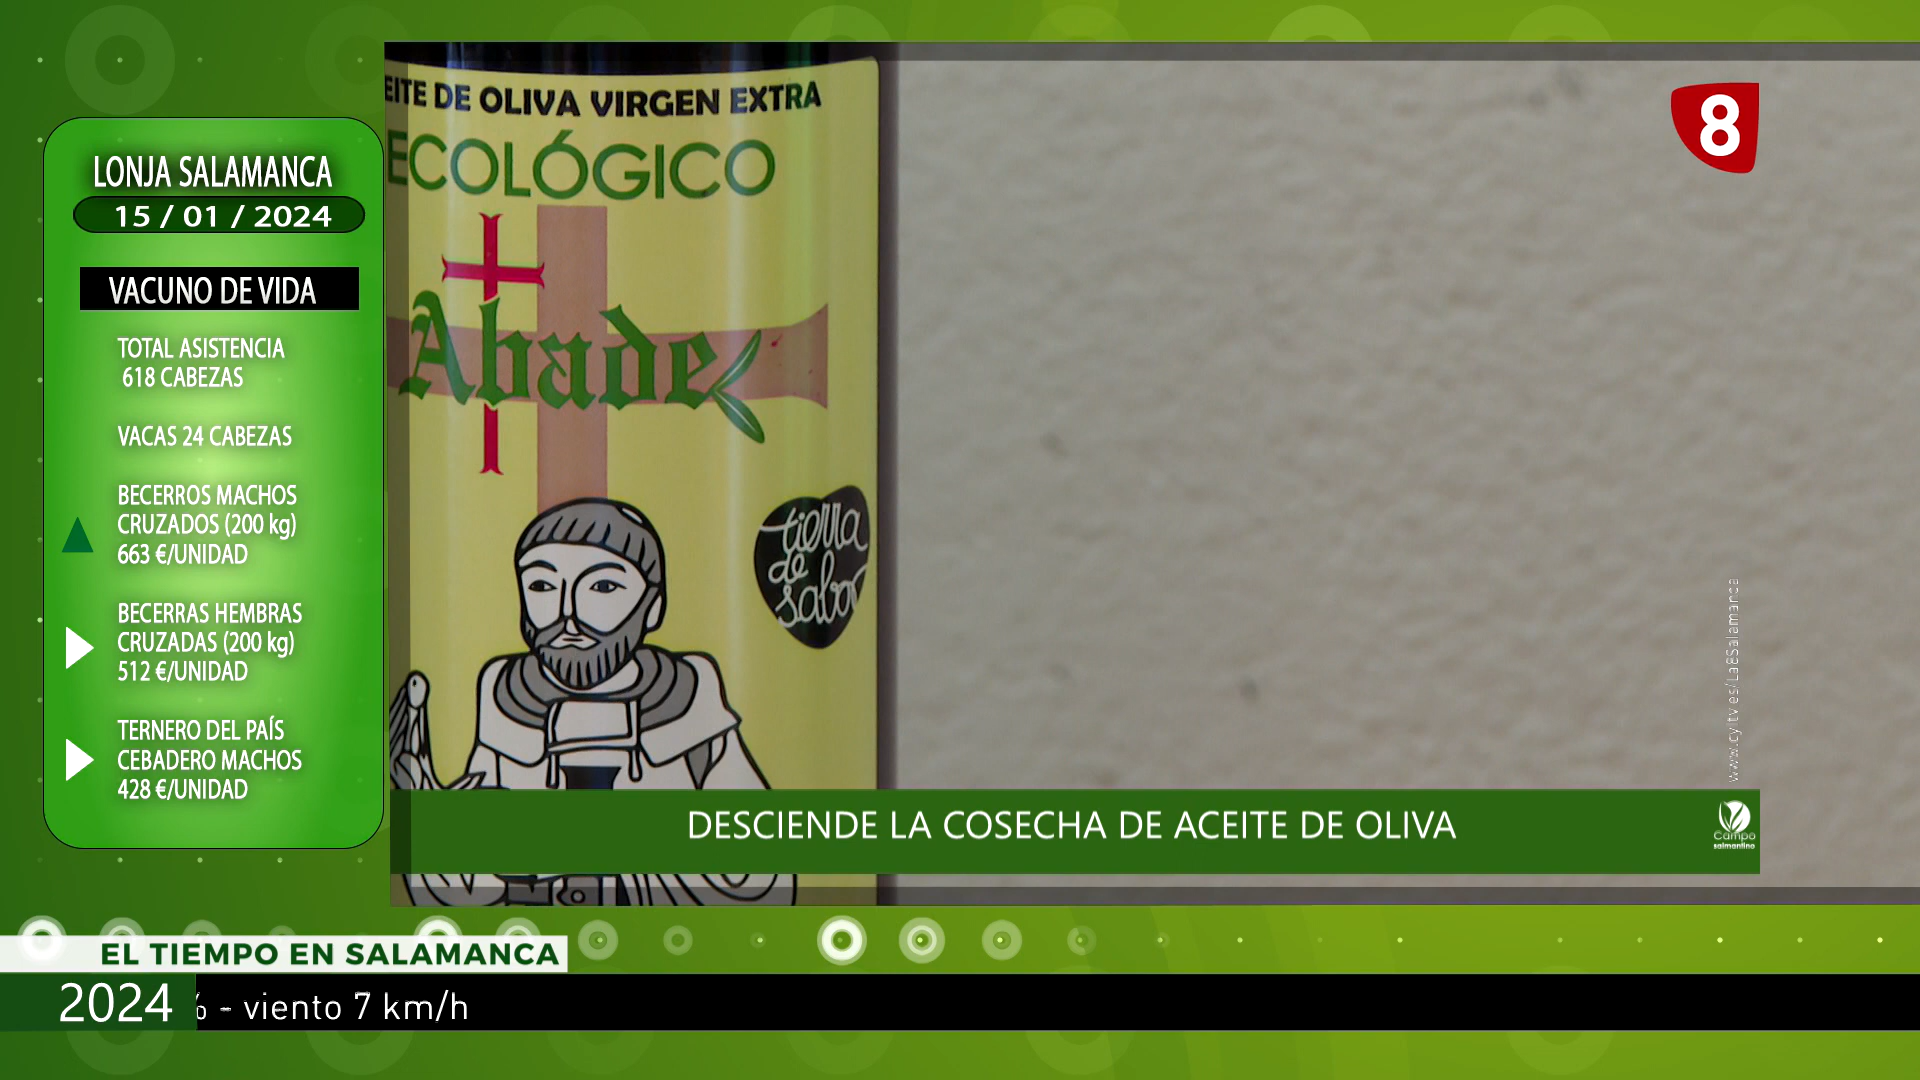 LONJA SALAMANCA
15 / 01 / 2024
VACUNO DE VIDA
TOTAL ASISTENCIA
618 CABEZAS
VACAS 24 CABEZAS
BECERROS MACHOS
CRUZADOS (200 kg)
663 €/UNIDAD
BECERRAS HEMBRAS
CRUZADAS (200 kg)
512 €/UNIDAD
TERNERO DEL PAÍS
CEBADERO MACHOS
428 €/UNIDAD
EITE DE OLIVA VIRGEN EXTRA
ECOLÓGICO
Abade
tierra
de
sabor
8
www.cyltv.es/La8Salamanca
DESCIENDE LA COSECHA DE ACEITE DE OLIVA
Campo
salmantino
EL TIEMPO EN SALAMANCA
2024 % - viento 7 km/h